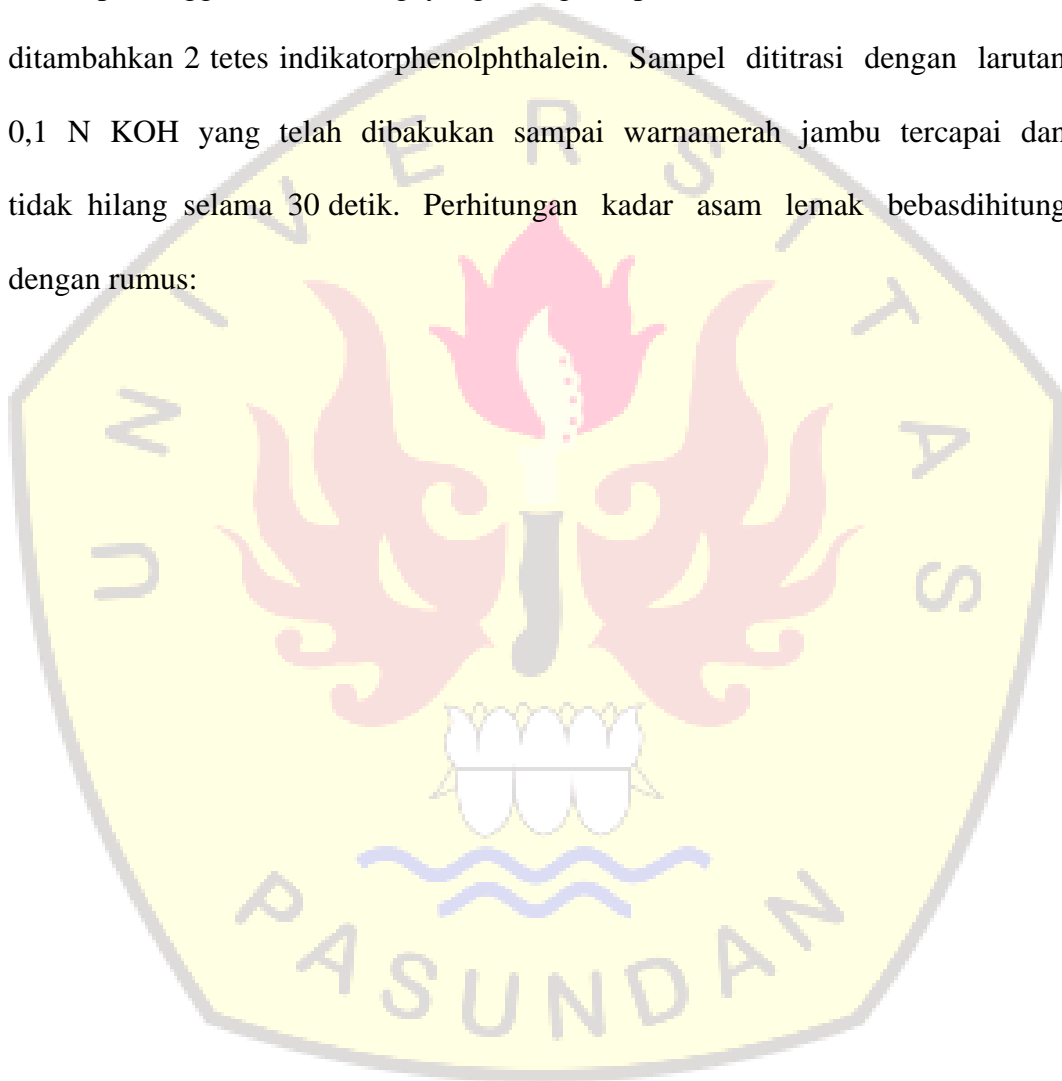 ditambahkan 2 tetes indikatorphenolphthalein. Sampel dititrasi dengan larutan
0,1 N KOH yang telah dibakukan sampai warnamerah jambu tercapai dan
tidak hilang selama 30 detik. Perhitungan kadar asam lemak bebasdihitung
dengan rumus:
UNIVERSITAS
PASUNDAN